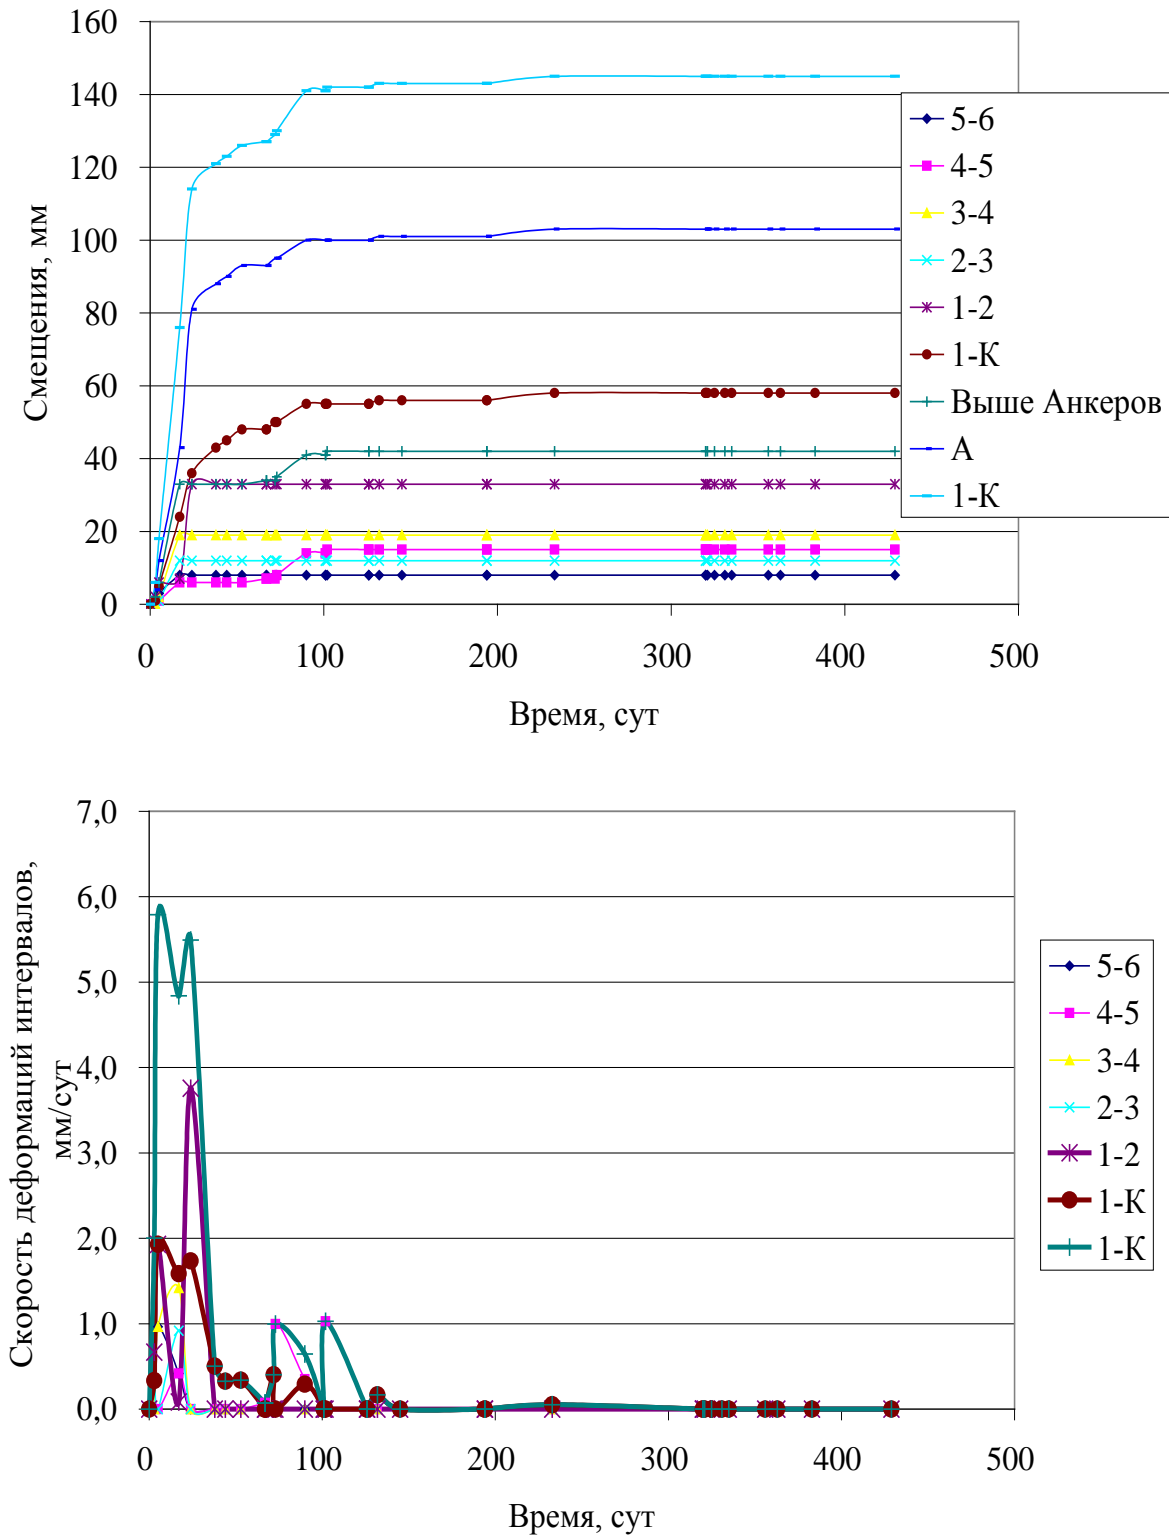 160
140
120
100
80
60
40
20
0
Смещения, мм
0 100 200 300 400 500
Время, сут
5-6
4-5
3-4
2-3
1-2
1-К
Выше Анкеров
А
1-К
7,0
6,0
5,0
4,0
3,0
2,0
1,0
0,0
Скорость деформаций интервалов,
мм/сут
0 100 200 300 400 500
Время, сут
5-6
4-5
3-4
2-3
1-2
1-К
1-К